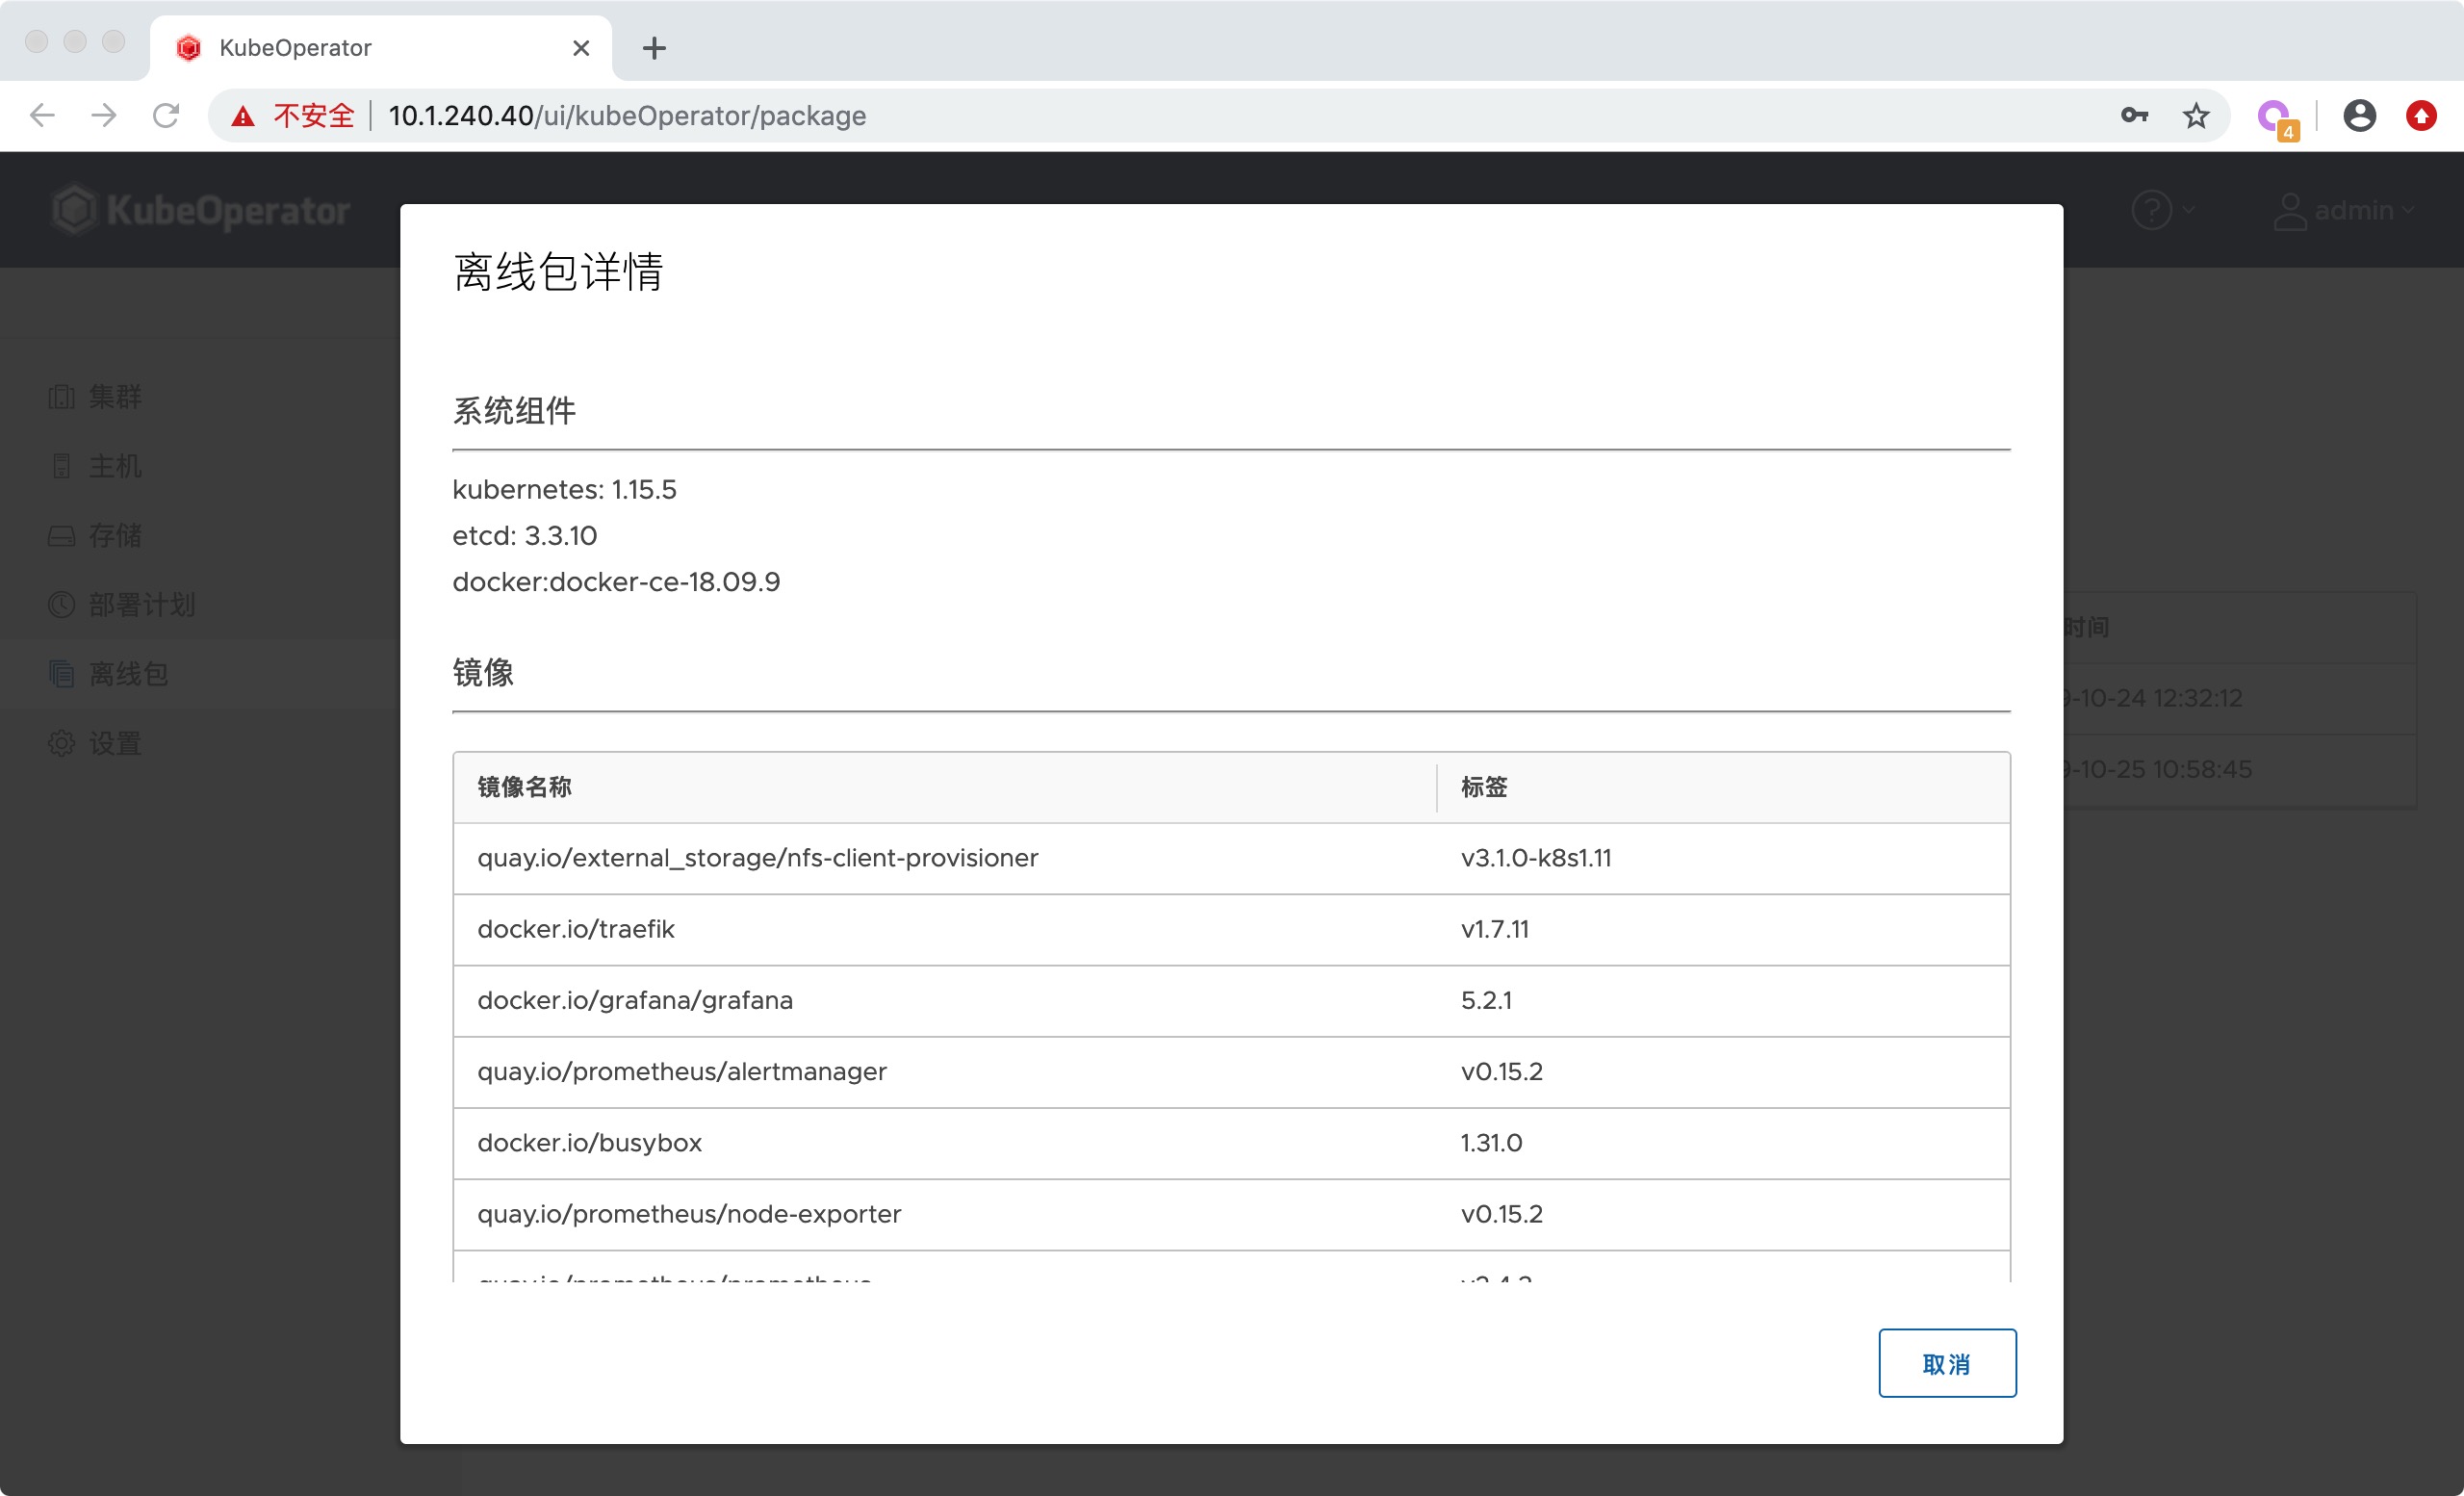 KubeOperator
不安全 | 10.1.240.40/ui/kubeOperator/package
4
KubeOperator
admin
离线包详情
集群
主机
存储
部署计划
离线包
设置
系统组件
kubernetes: 1.15.5
etcd: 3.3.10
docker:docker-ce-18.09.9
镜像
镜像名称 标签
quay.io/external_storage/nfs-client-provisioner v3.1.0-k8s1.11
docker.io/traefik v1.7.11
docker.io/grafana/grafana 5.2.1
quay.io/prometheus/alertmanager v0.15.2
docker.io/busybox 1.31.0
quay.io/prometheus/node-exporter v0.15.2
quay.io/prometheus/prometheus
时间
-10-24 12:32:12
-10-25 10:58:45
取消